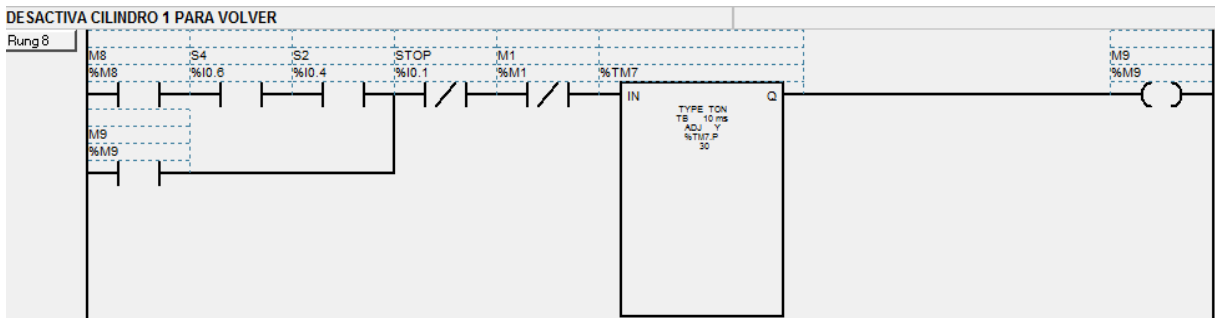 DESACTIVA CILINDRO 1 PARA VOLVER
Rung 8
M8 S4 S2 STOP M1 M9
%M8 %I0.6 %I0.4 %I0.1 %M1 %TM7 %M9
IN Q
TYPE TON
TB 10 ms
ADJ Y
%TM7.P
30
M9
%M9